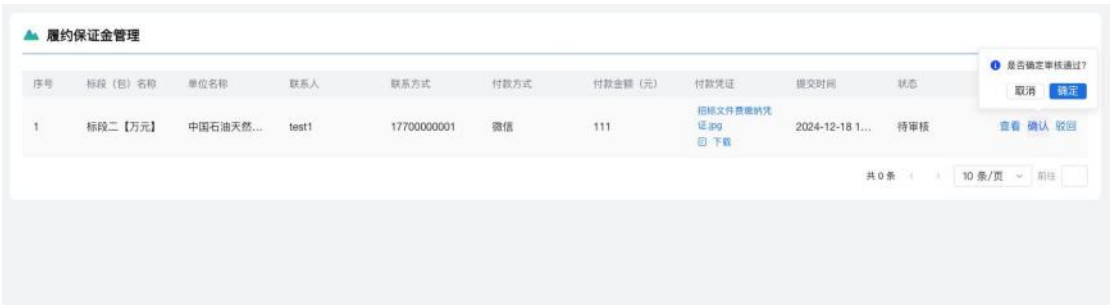 履约保证金管理
是否确定审核通过?
取消 确定
序号 标段（包）名称 单位名称 联系人 联系方式 付款方式 付款金额（元） 付款凭证 提交时间 状态
1 标段二【万元】 中国石油天然... test1 17700000001 微信 111 招标文件费缴纳凭 2024-12-18 1... 待审核 查看 确认 驳回
证.jpg
下载
共 0 条 10 条/页 前往